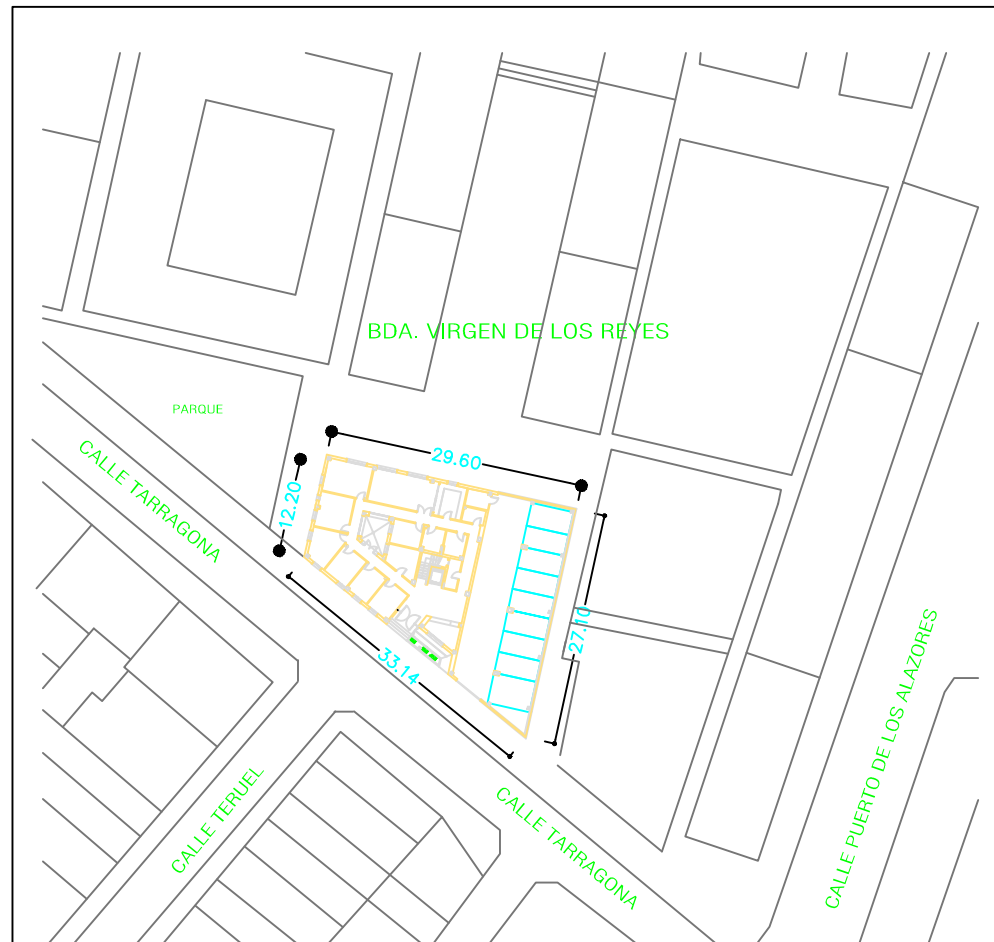 BDA. VIRGEN DE LOS REYES
PARQUE
29.60
12.20
CALLE TARRAGONA
27.10
33.14
CALLE TERUEL
CALLE TARRAGONA
CALLE PUERTO DE LOS ALAZORES